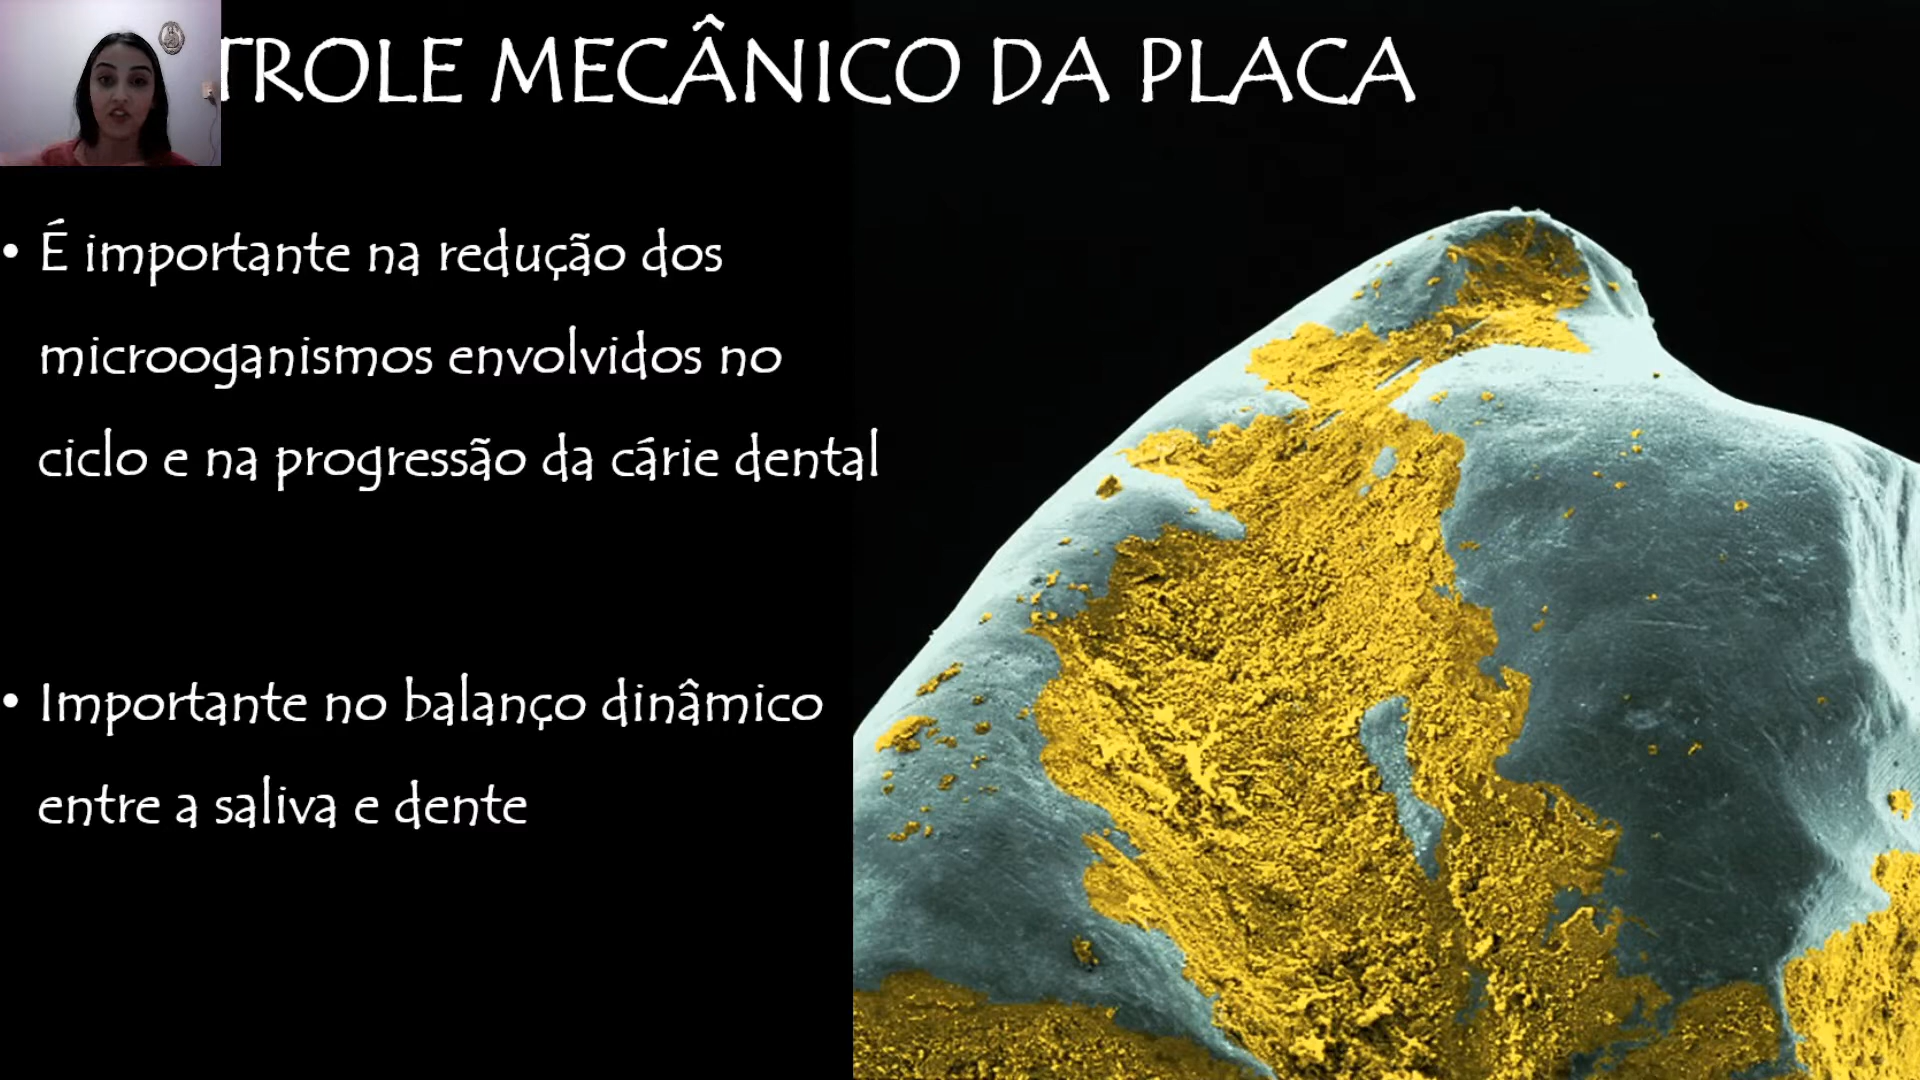 TROLE MECÂNICO DA PLACA
• É importante na redução dos
microoganismos envolvidos no
ciclo e na progressão da cárie dental
• Importante no balanço dinâmico
entre a saliva e dente